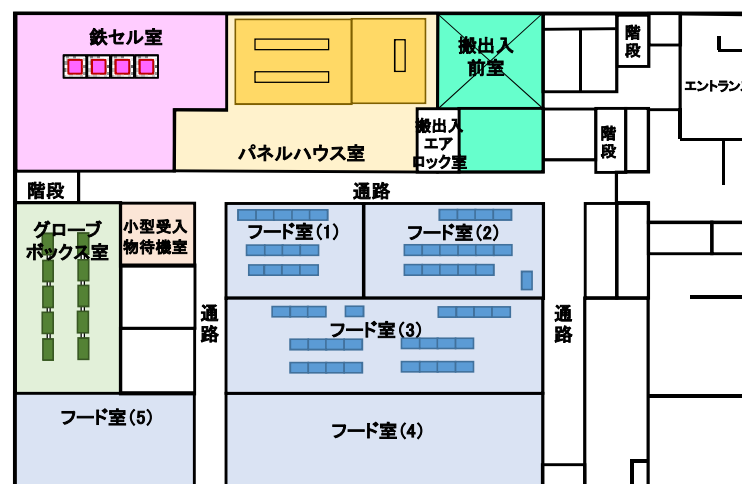 鉄セル室
搬出入
前室
階
段
エントラン
パネルハウス室
搬出入
エア
ロック室
階
段
階段
通路
グローブ
ボックス室
小型受入
物待機室
フード室(1)
フード室(2)
通
路
フード室(3)
通
路
フード室(5)
フード室(4)